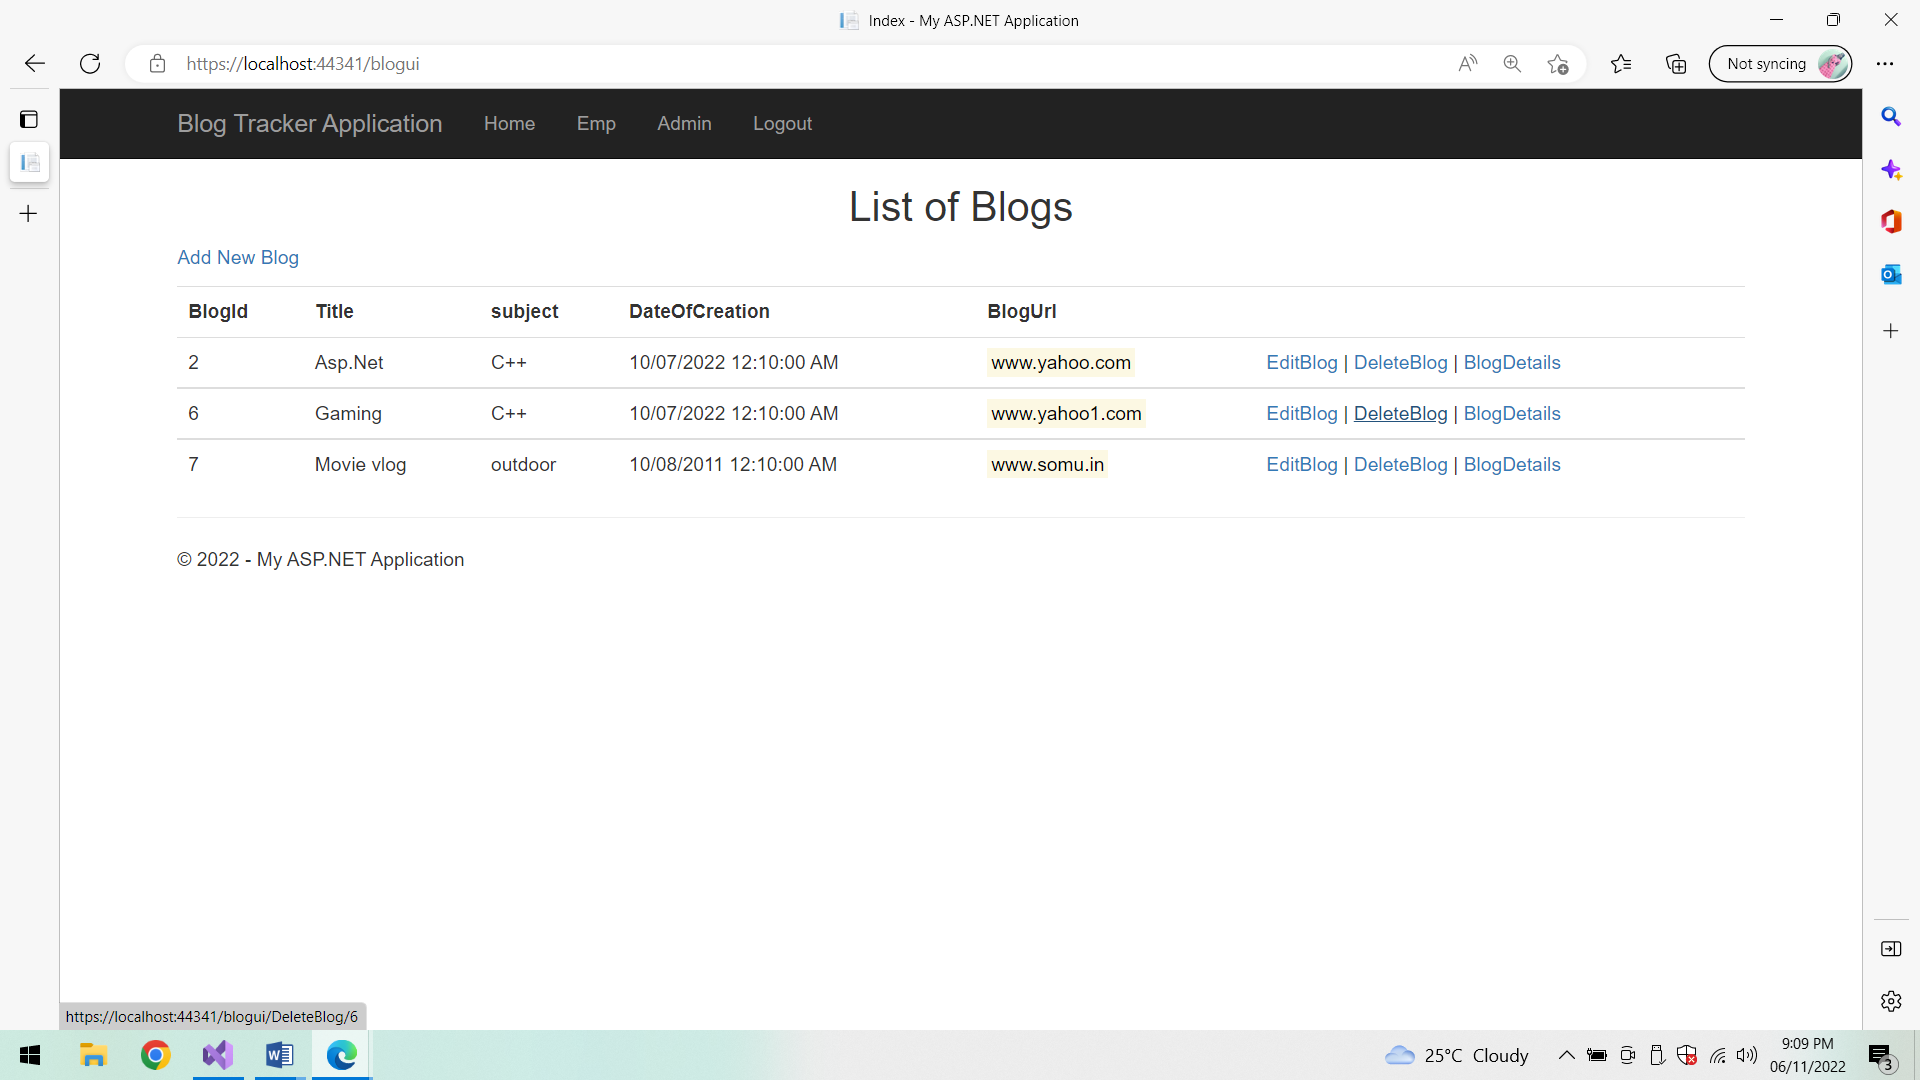 Index - My ASP.NET Application
https://localhost:44341/blogui
Not syncing
Blog Tracker Application Home Emp Admin Logout
List of Blogs
Add New Blog
BlogId Title subject DateOfCreation BlogUrl
2 Asp.Net C++ 10/07/2022 12:10:00 AM www.yahoo.com EditBlog | DeleteBlog | BlogDetails
6 Gaming C++ 10/07/2022 12:10:00 AM www.yahoo1.com EditBlog | DeleteBlog | BlogDetails
7 Movie vlog outdoor 10/08/2011 12:10:00 AM www.somu.in EditBlog | DeleteBlog | BlogDetails
© 2022 - My ASP.NET Application
https://localhost:44341/blogui/DeleteBlog/6
25°C Cloudy
9:09 PM
06/11/2022
3